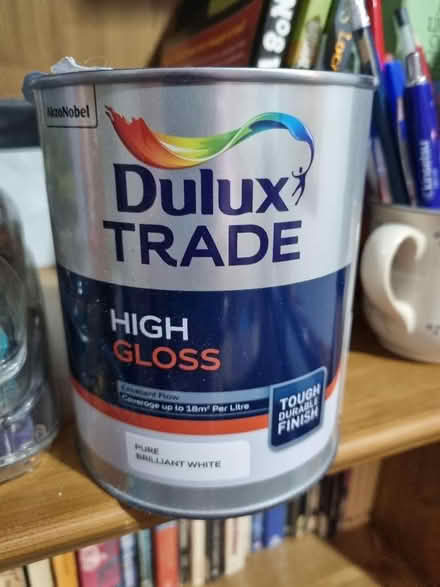 AkzoNobel
Dulux
TRADE
HIGH
GLOSS
Excellent Flow
Coverage up to 18m² Per Litre
TOUGH
DURABLE
FINISH
PURE
BRILLIANT WHITE